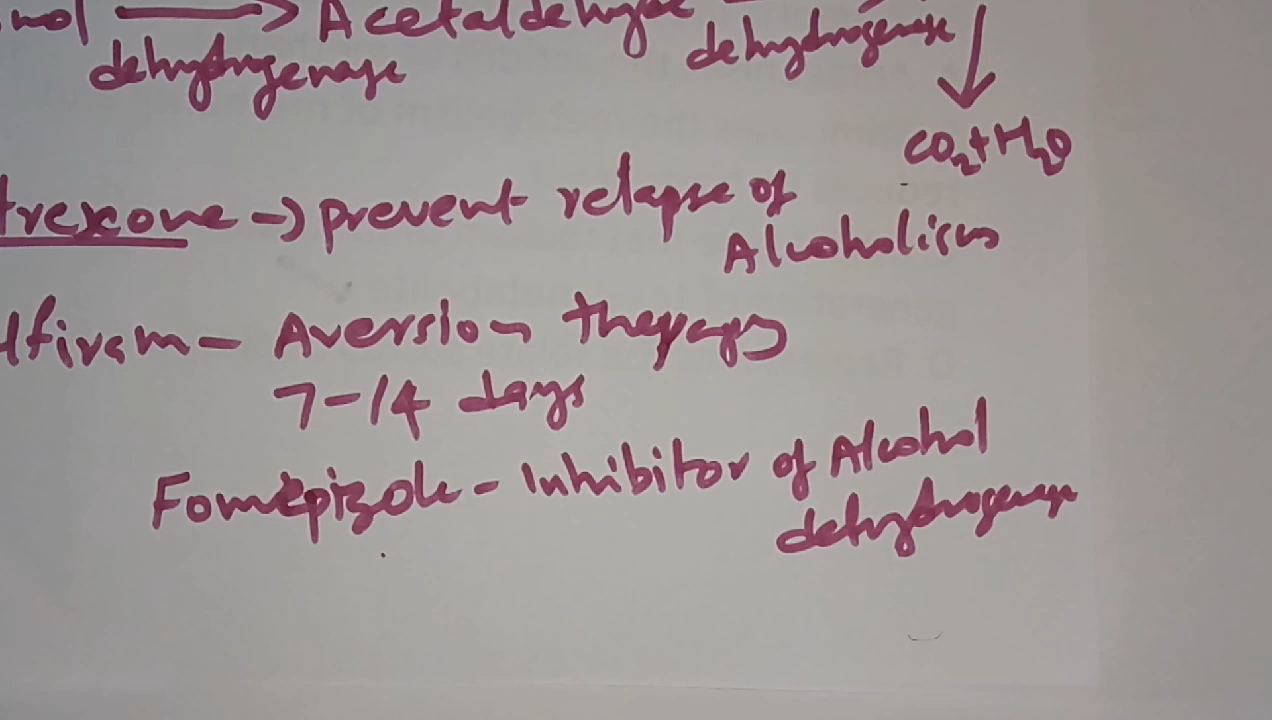 nol → Acetaldehyde
dehydrogenase dehydrogenase
CO2+H2O
trexone → prevent relapse of
Alcoholism
lfiram - Aversion therapy
7-14 days
Fomepizole - Inhibitor of Alcohol
dehydrogenase